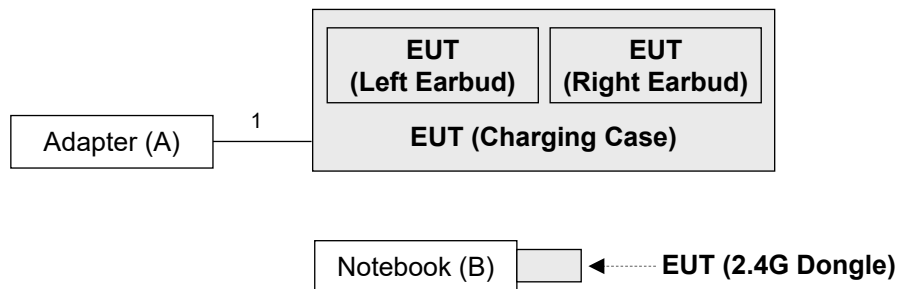 EUT
(Left Earbud)
EUT
(Right Earbud)
EUT (Charging Case)
Adapter (A)
1
Notebook (B)
EUT (2.4G Dongle)